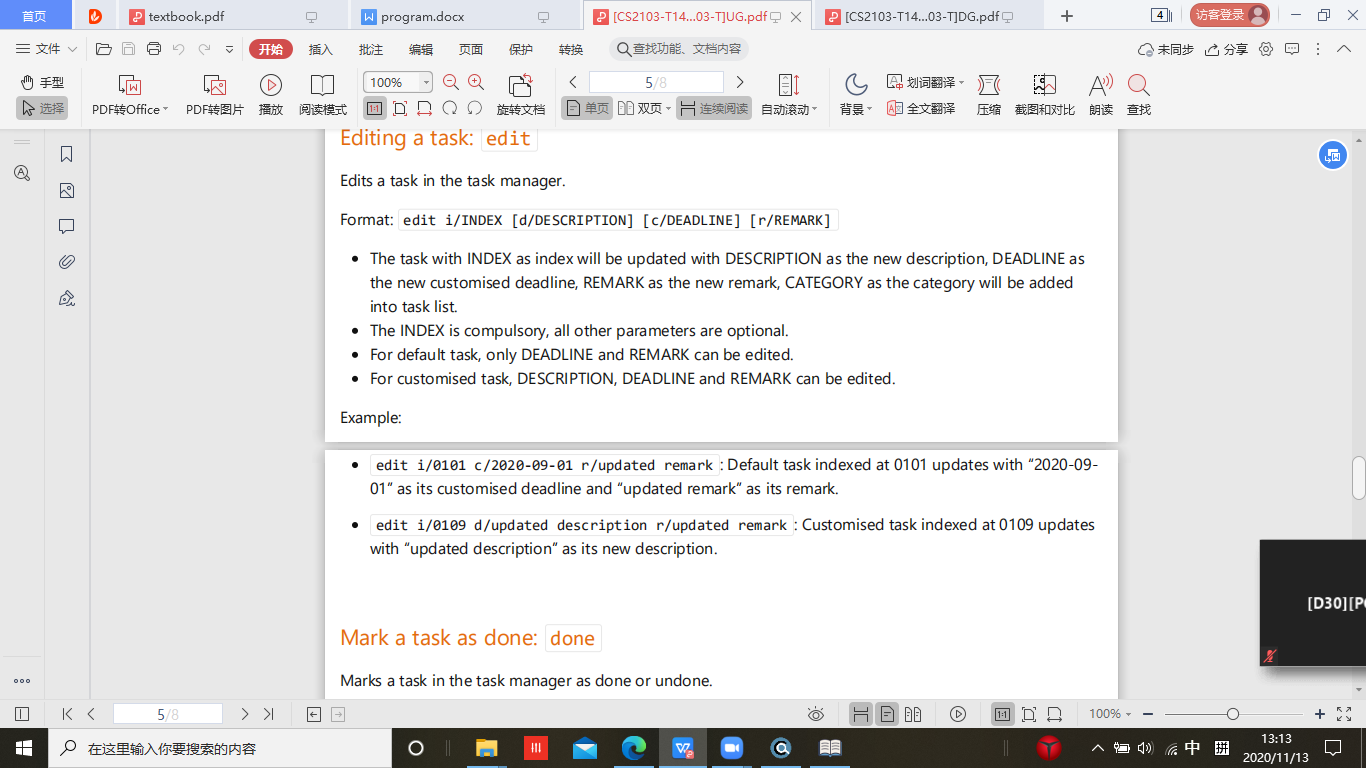 首页
textbook.pdf
program.docx
[CS2103-T14...03-T]UG.pdf
[CS2103-T14...03-T]DG.pdf
4
访客登录
文件
开始
插入
批注
编辑
页面
保护
转换
查找功能、文档内容
未同步
分享
手型
选择
PDF转Office
PDF转图片
播放
阅读模式
100%
旋转文档
5/8
单页
双页
连续阅读
自动滚动
背景
划词翻译
全文翻译
压缩
截图和对比
朗读
查找
Editing a task: edit
Edits a task in the task manager.
Format: edit i/INDEX [d/DESCRIPTION] [c/DEADLINE] [r/REMARK]
The task with INDEX as index will be updated with DESCRIPTION as the new description, DEADLINE as
the new customised deadline, REMARK as the new remark, CATEGORY as the category will be added
into task list.
The INDEX is compulsory, all other parameters are optional.
For default task, only DEADLINE and REMARK can be edited.
For customised task, DESCRIPTION, DEADLINE and REMARK can be edited.
Example:
edit i/0101 c/2020-09-01 r/updated remark: Default task indexed at 0101 updates with “2020-09-
01” as its customised deadline and “updated remark” as its remark.
edit i/0109 d/updated description r/updated remark: Customised task indexed at 0109 updates
with “updated description” as its new description.
[D30][P
Mark a task as done: done
Marks a task in the task manager as done or undone.
5/8
100%
在这里输入你要搜索的内容
中
拼
13:13
2020/11/13